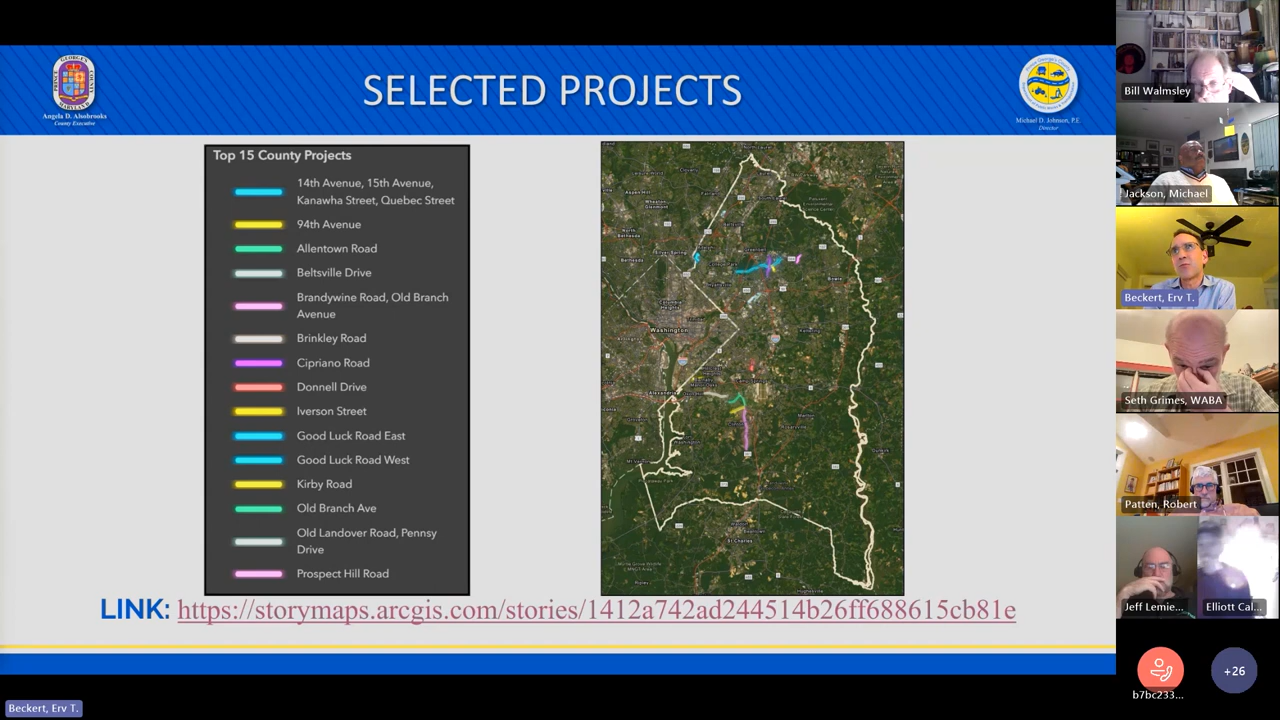 SELECTED PROJECTS
Angela D. Alsobrooks
County Executive
Michael D. Johnson, P.E
Director
Top 15 County Projects
14th Avenue, 15th Avenue,
Kanawha Street, Quebec Street
94th Avenue
Allentown Road
Beltsville Drive
Brandywine Road, Old Branch
Avenue
Brinkley Road
Cipriano Road
Donnell Drive
Iverson Street
Good Luck Road East
Good Luck Road West
Kirby Road
Old Branch Ave
Old Landover Road, Pennsy
Drive
Prospect Hill Road
Washington
Alexandria
Bowie
St Charles
LINK: https://storymaps.arcgis.com/stories/1412a742ad244514b26ff688615cb81e
Beckert, Erv T.
Bill Walmsley
Jackson, Michael
Beckert, Erv T.
Seth Grimes, WABA
Patten, Robert
Jeff Lemie...
Elliott Cal...
b7bc233...
+26